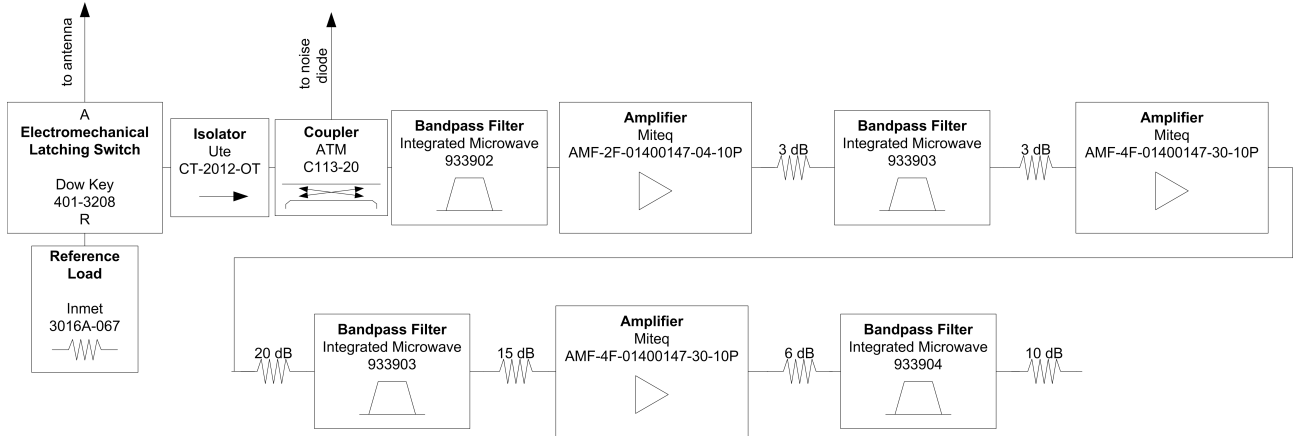 to antenna
A
Electromechanical
Latching Switch
Dow Key
401-3208
R
Reference
Load
Inmet
3016A-067
Isolator
Ute
CT-2012-OT
to noise
diode
Coupler
ATM
C113-20
Bandpass Filter
Integrated Microwave
933902
Amplifier
Miteq
AMF-2F-01400147-04-10P
3 dB
Bandpass Filter
Integrated Microwave
933903
3 dB
Amplifier
Miteq
AMF-4F-01400147-30-10P
20 dB
Bandpass Filter
Integrated Microwave
933903
15 dB
Amplifier
Miteq
AMF-4F-01400147-30-10P
6 dB
Bandpass Filter
Integrated Microwave
933904
10 dB